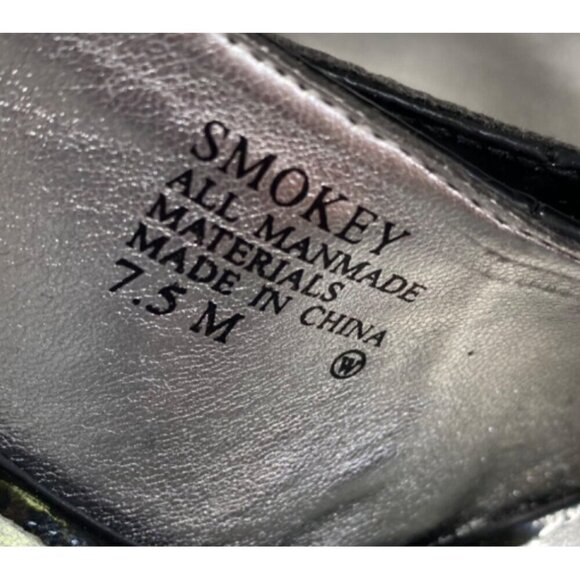 SMOKEY
ALL MANMADE
MATERIALS
MADE IN CHINA
7.5 M
W